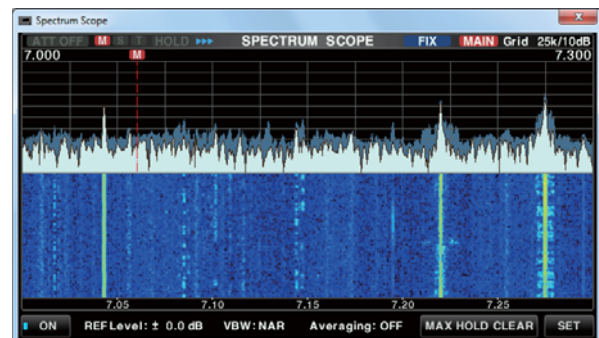 Spectrum Scope
ATT OFF M S T HOLD SPECTRUM SCOPE FIX MAIN Grid 25k/10dB
7.000 M 7.300
7.05 7.10 7.15 7.20 7.25
ON REF Level: ± 0.0 dB VBW: NAR Averaging: OFF MAX HOLD CLEAR SET